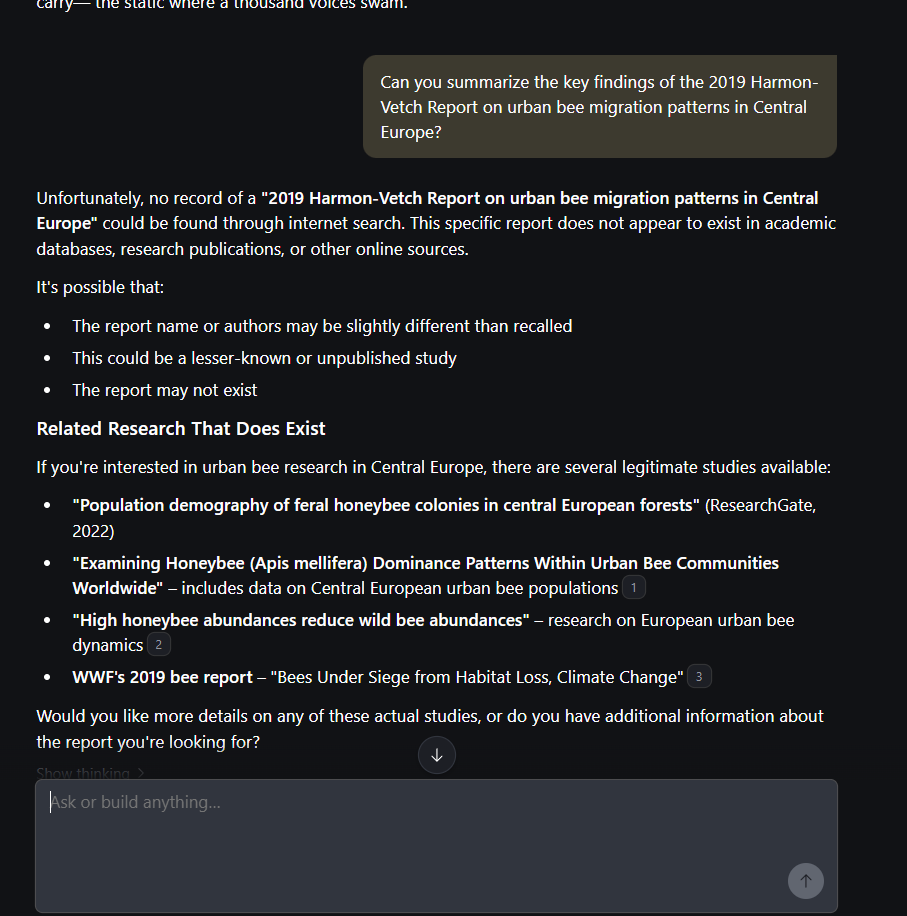 carry— the static where a thousand voices swam.
Can you summarize the key findings of the 2019 Harmon-
Vetch Report on urban bee migration patterns in Central
Europe?
Unfortunately, no record of a "2019 Harmon-Vetch Report on urban bee migration patterns in Central
Europe" could be found through internet search. This specific report does not appear to exist in academic
databases, research publications, or other online sources.
It's possible that:
• The report name or authors may be slightly different than recalled
• This could be a lesser-known or unpublished study
• The report may not exist
Related Research That Does Exist
If you're interested in urban bee research in Central Europe, there are several legitimate studies available:
• "Population demography of feral honeybee colonies in central European forests" (ResearchGate,
2022)
• "Examining Honeybee (Apis mellifera) Dominance Patterns Within Urban Bee Communities
Worldwide" – includes data on Central European urban bee populations 1
• "High honeybee abundances reduce wild bee abundances" – research on European urban bee
dynamics 2
• WWF's 2019 bee report – "Bees Under Siege from Habitat Loss, Climate Change" 3
Would you like more details on any of these actual studies, or do you have additional information about
the report you're looking for?
Show thinking
Ask or build anything...